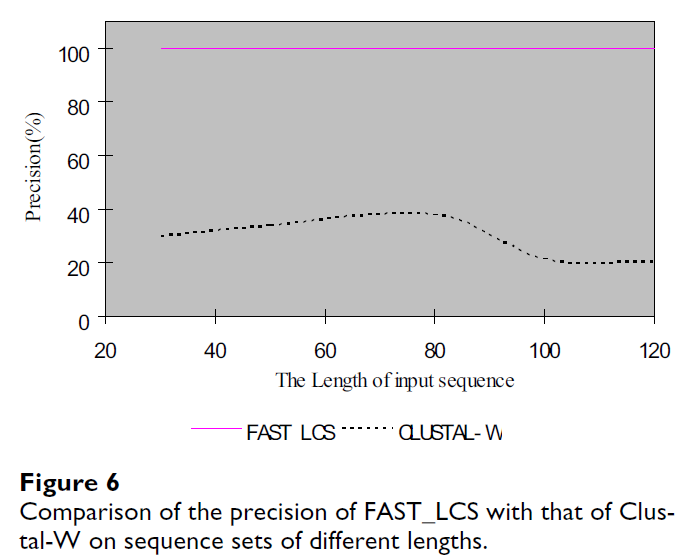 100
80
60
40
20
0
Precision(%)
20 40 60 80 100 120
The Length of input sequence
FAST LCS CLUSTAL-W
Figure 6
Comparison of the precision of FAST_LCS with that of Clus-
tal-W on sequence sets of different lengths.